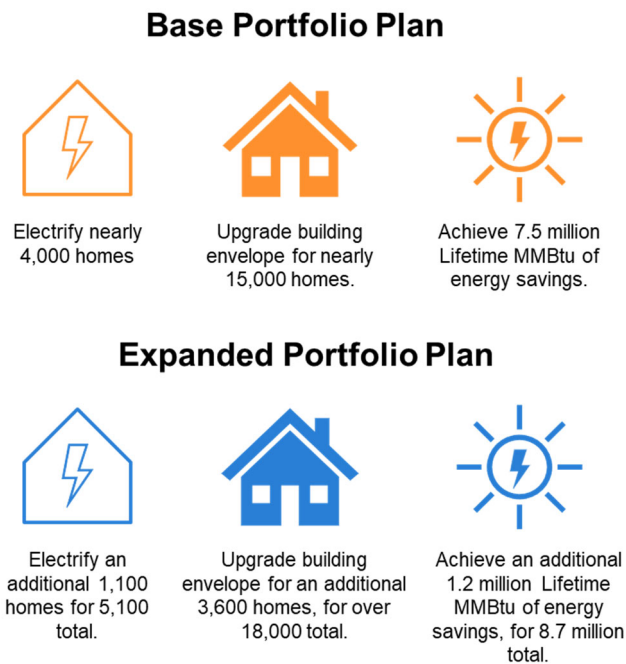 Base Portfolio Plan
Electrify nearly
4,000 homes
Upgrade building
envelope for nearly
15,000 homes.
Achieve 7.5 million
Lifetime MMBtu of
energy savings.
Expanded Portfolio Plan
Electrify an
additional 1,100
homes for 5,100
total.
Upgrade building
envelope for an additional
3,600 homes, for over
18,000 total.
Achieve an additional
1.2 million Lifetime
MMBtu of energy
savings, for 8.7 million
total.